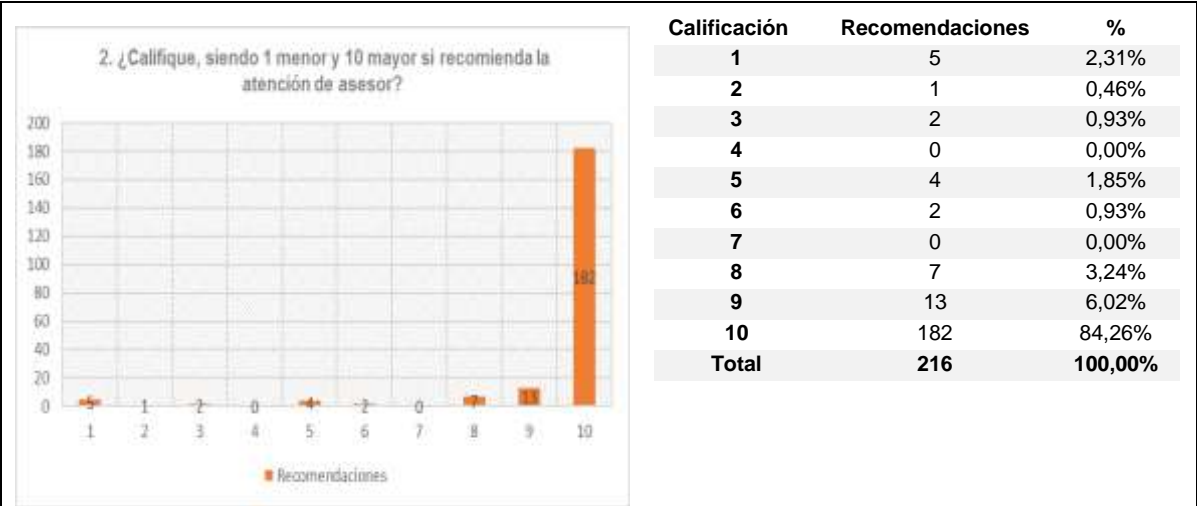 2. ¿Califique, siendo 1 menor y 10 mayor si recomienda la
atención de asesor?
200
180
160
140
120
100
80
60
40
20
0
5 1 2 0 4 2 0 7 13 182
1 2 3 4 5 6 7 8 9 10
Recomendaciones
Calificación Recomendaciones %
1 5 2,31%
2 1 0,46%
3 2 0,93%
4 0 0,00%
5 4 1,85%
6 2 0,93%
7 0 0,00%
8 7 3,24%
9 13 6,02%
10 182 84,26%
Total 216 100,00%